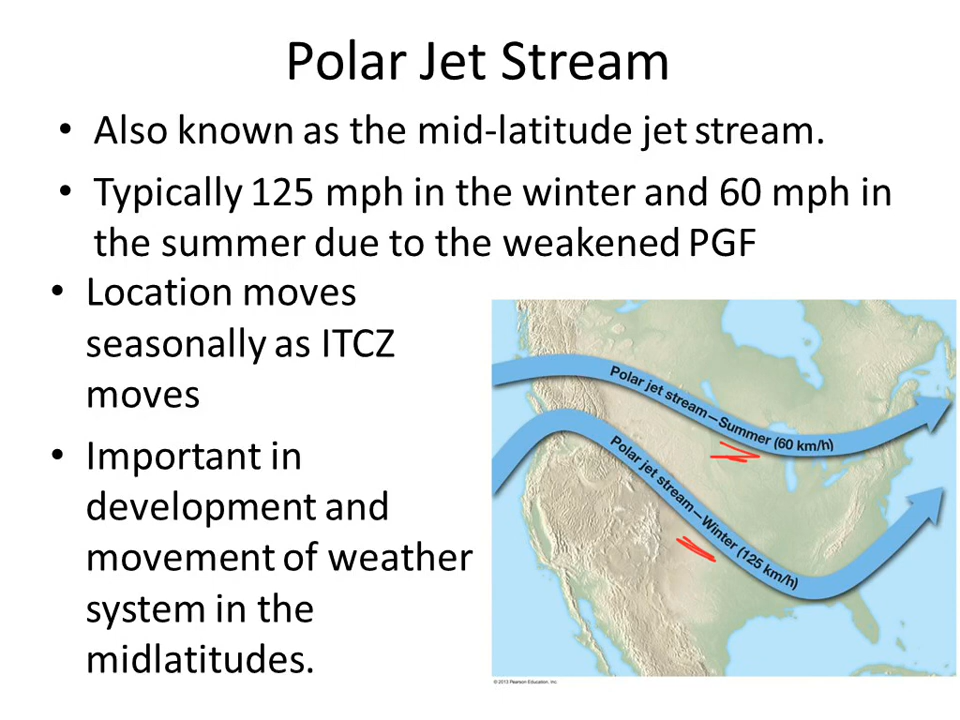 Polar Jet Stream
• Also known as the mid-latitude jet stream.
• Typically 125 mph in the winter and 60 mph in
the summer due to the weakened PGF
• Location moves
seasonally as ITCZ
moves
• Important in
development and
movement of weather
system in the
midlatitudes.
Polar jet stream—Summer (60 km/h)
Polar jet stream—Winter (125 km/h)
© 2013 Pearson Education, Inc.